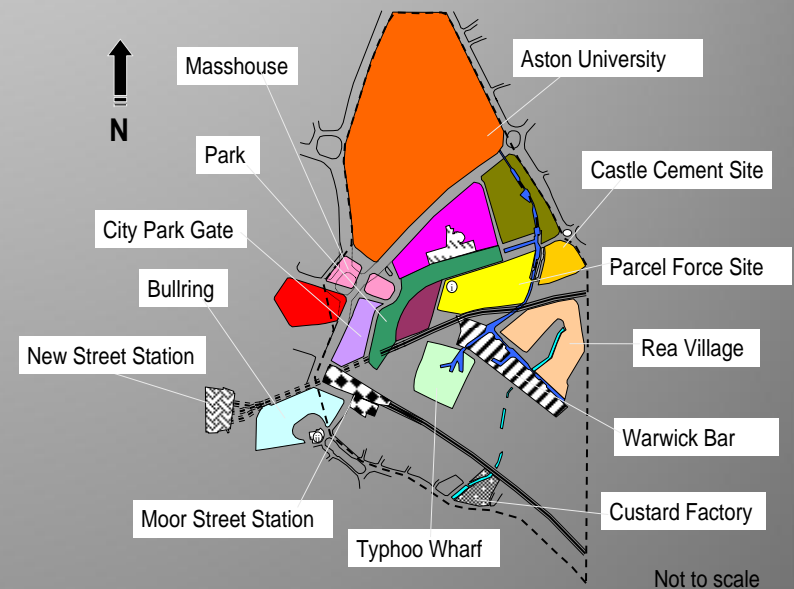 Masshouse
Aston University
N
Park
Castle Cement Site
City Park Gate
Parcel Force Site
Bullring
New Street Station
Rea Village
Warwick Bar
Moor Street Station
Custard Factory
Typhoo Wharf
Not to scale